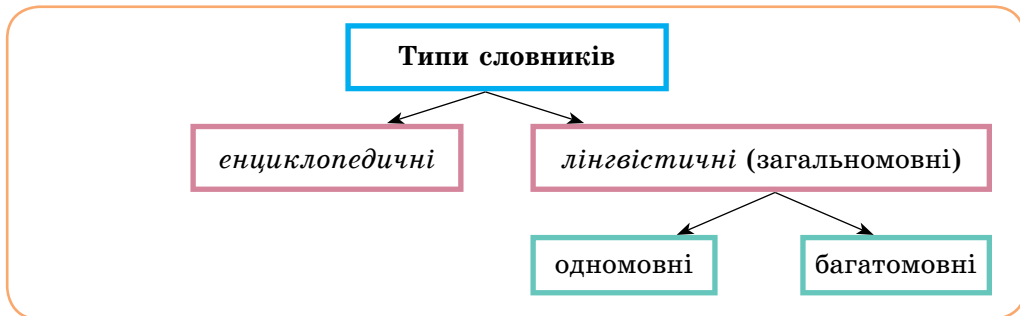 Типи словників
енциклопедичні
лінгвістичні (загальномовні)
одномовні
багатомовні